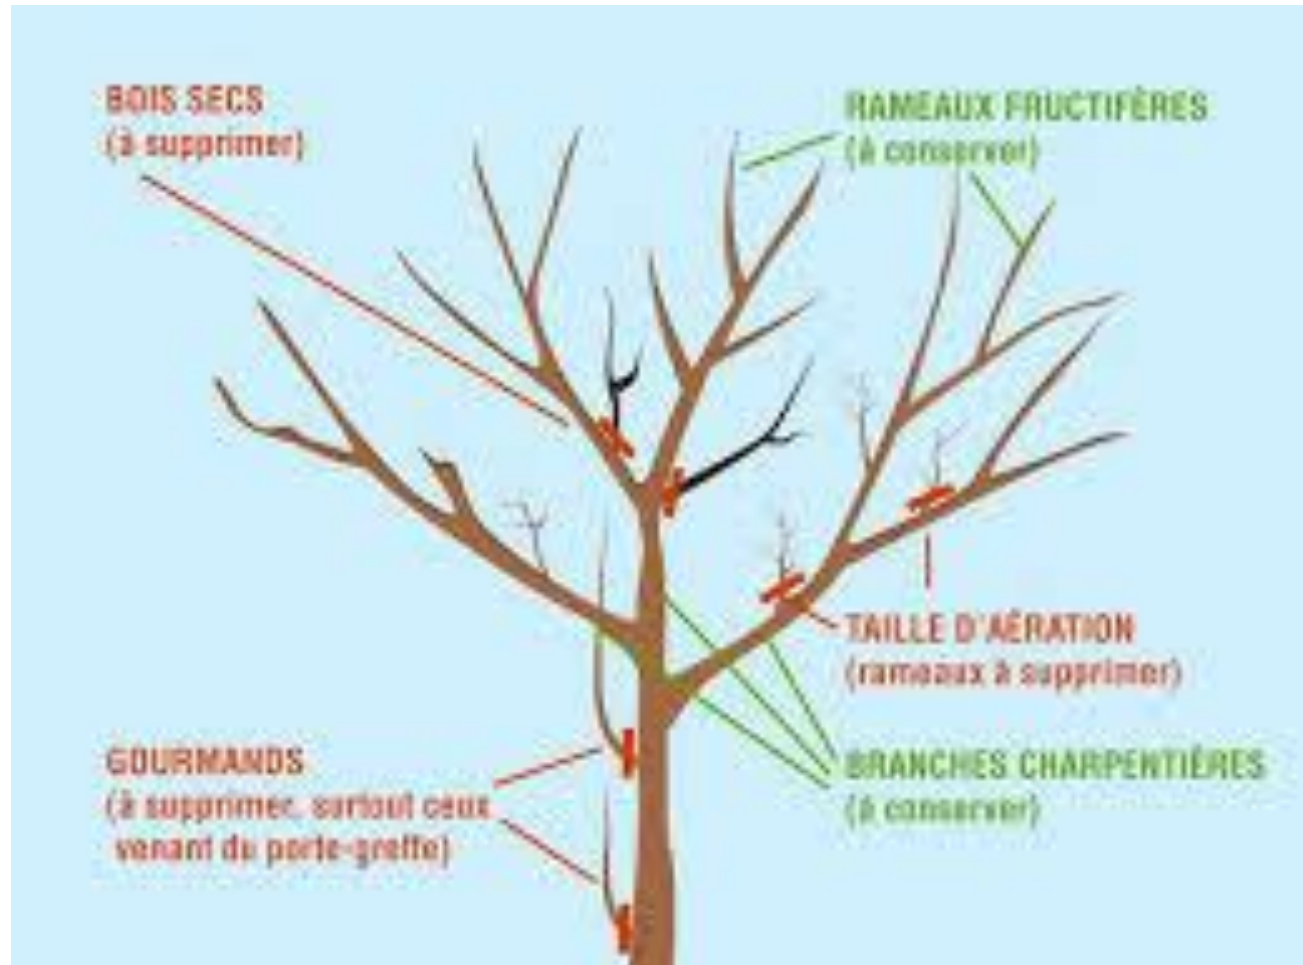 BOIS SECS
(à supprimer)
RAMEAUX FRUCTIFÈRES
(à conserver)
TAILLE D'AÉRATION
(rameaux à supprimer)
GOURMANDS
(à supprimer, surtout ceux
venant du porte-greffe)
BRANCHES CHARPENTIÈRES
(à conserver)